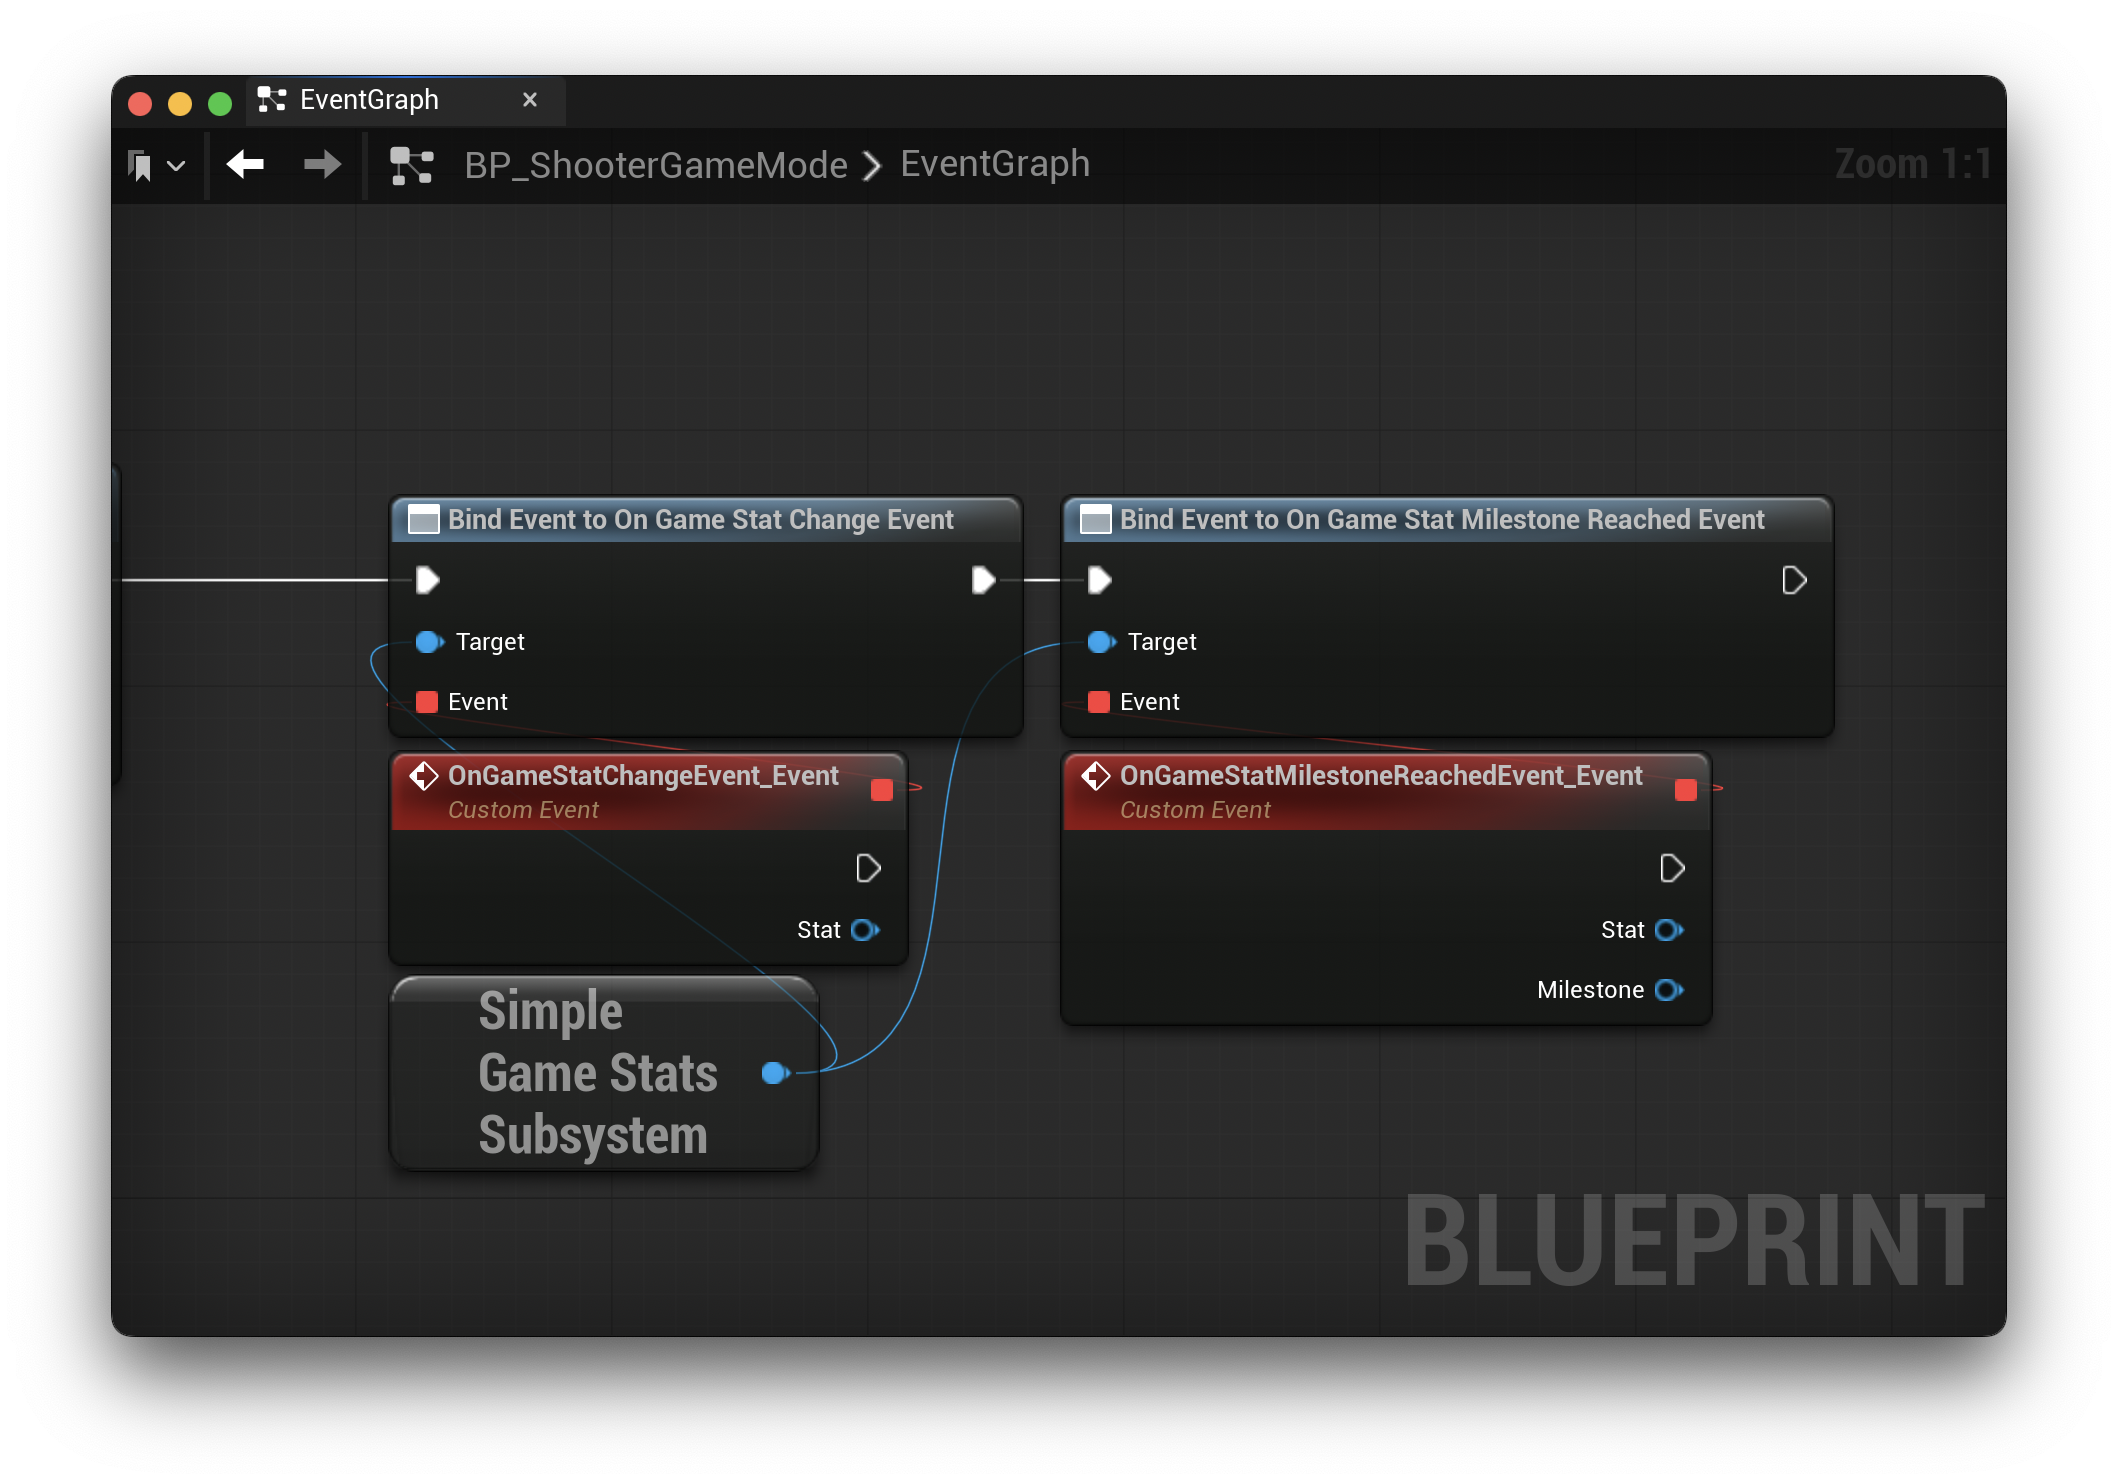 EventGraph
BP_ShooterGameMode
EventGraph
Zoom 1:1
Bind Event to On Game Stat Change Event
Target
Event
Bind Event to On Game Stat Milestone Reached Event
Target
Event
OnGameStatChangeEvent_Event
Custom Event
Stat
OnGameStatMilestoneReachedEvent_Event
Custom Event
Stat
Milestone
Simple
Game Stats
Subsystem
BLUEPRINT